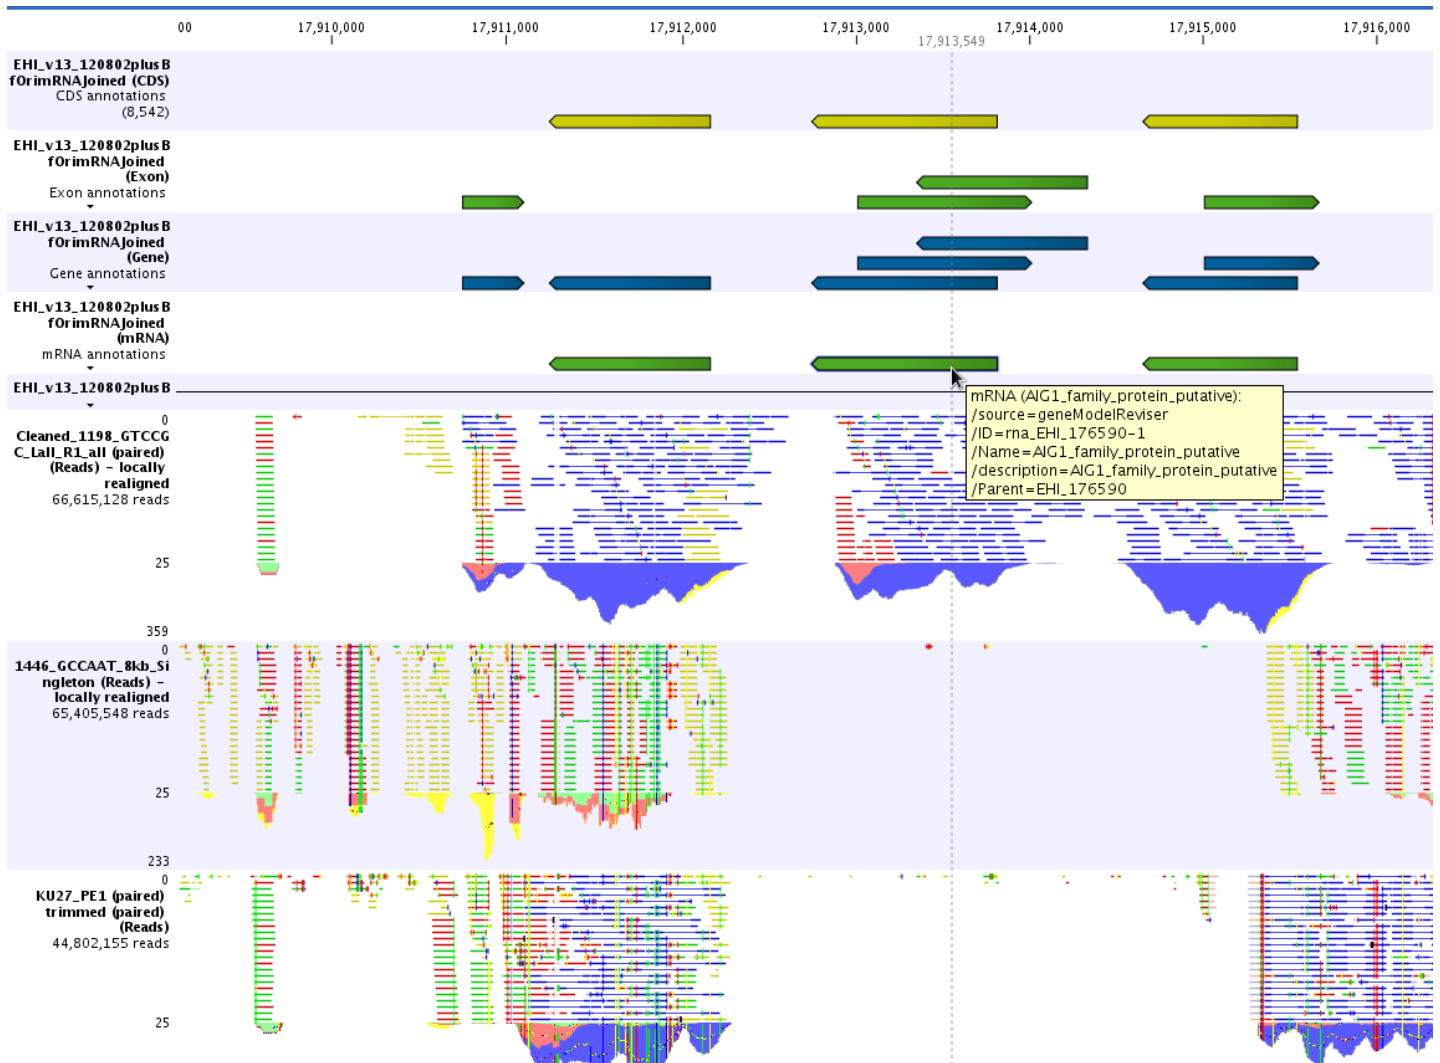 00 17,910,000 17,911,000 17,912,000 17,913,000 17,914,000 17,915,000 17,916,000
17,913,549
EHI_v13_120802plusB
fOrimRNAJoined (CDS)
CDS annotations
(8,542)
EHI_v13_120802plusB
fOrimRNAJoined
(Exon)
Exon annotations
EHI_v13_120802plusB
fOrimRNAJoined
(Gene)
Gene annotations
EHI_v13_120802plusB
fOrimRNAJoined
(mRNA)
mRNA annotations
EHI_v13_120802plusB
mRNA (AIG1_family_protein_putative):
/source=geneModelReviser
/ID=rna_EHI_176590-1
/Name=AIG1_family_protein_putative
/description=AIG1_family_protein_putative
/Parent=EHI_176590
0
Cleaned_1198_GTCCG
C_Lall_R1_all (paired)
(Reads) – locally
realigned
66,615,128 reads
25
359
0
1446_GCCAAT_8kb_Si
ngleton (Reads) –
locally realigned
65,405,548 reads
25
233
0
KU27_PE1 (paired)
trimmed (paired)
(Reads)
44,802,155 reads
25